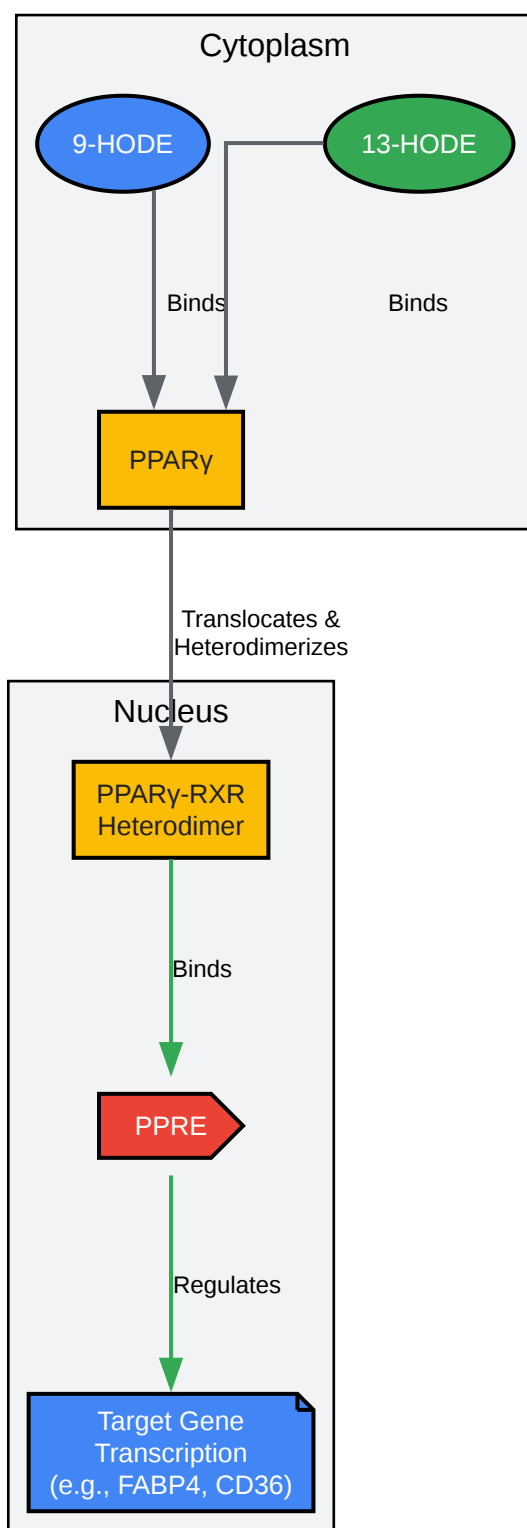 Cytoplasm
9-HODE
13-HODE
Binds
Binds
PPARγ
Translocates &
Heterodimerizes
Nucleus
PPARγ-RXR
Heterodimer
Binds
PPRE
Regulates
Target Gene
Transcription
(e.g., FABP4, CD36)